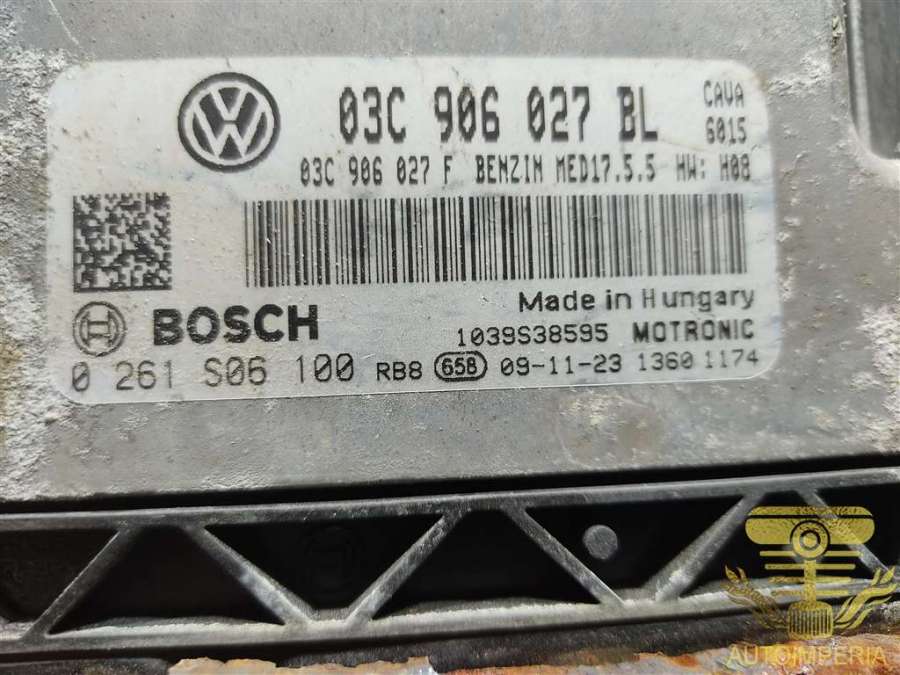 03C 906 027 BL
CAVA
6015
03C 906 027 F BENZIN MED17.5.5 HW: H08
Made in Hungary
BOSCH
1039S38595 MOTRONIC
0 261 S06 100 RB8 658 09-11-23 1360 1174
AUTOIMPERIA